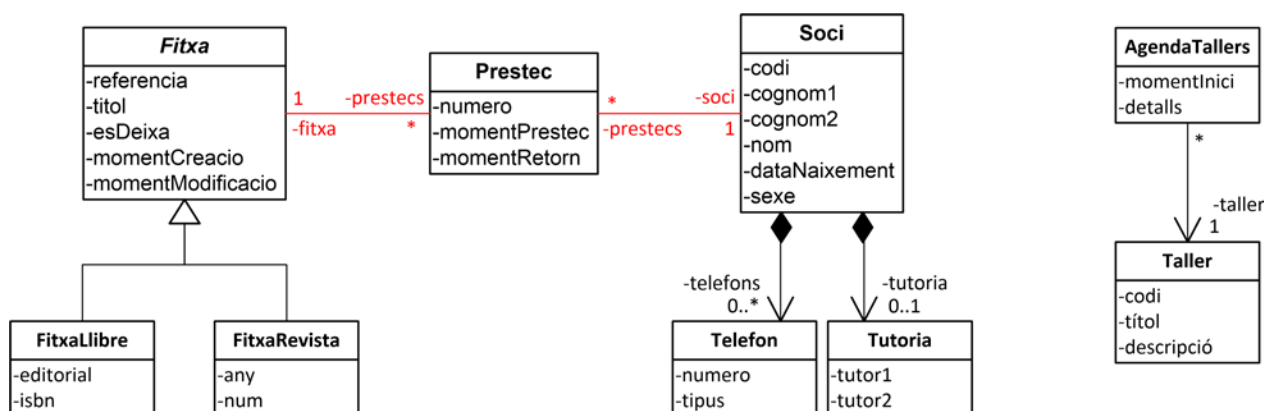 Fitxa
-referencia
-titol
-esDeixa
-momentCreacio
-momentModificacio
1
-prestecs
-fitxa
*
Prestec
-numero
-momentPrestec
-momentRetorn
*
-soci
-prestecs
1
Soci
-codi
-cognom1
-cognom2
-nom
-dataNaixement
-sexe
AgendaTallers
-momentInici
-detalls
*
-taller
1
Taller
-codi
-títol
-descripció
-telefons
0..*
-tutoria
0..1
FitxaLlibre
-editorial
-isbn
FitxaRevista
-any
-num
Telefon
-numero
-tipus
Tutoria
-tutor1
-tutor2